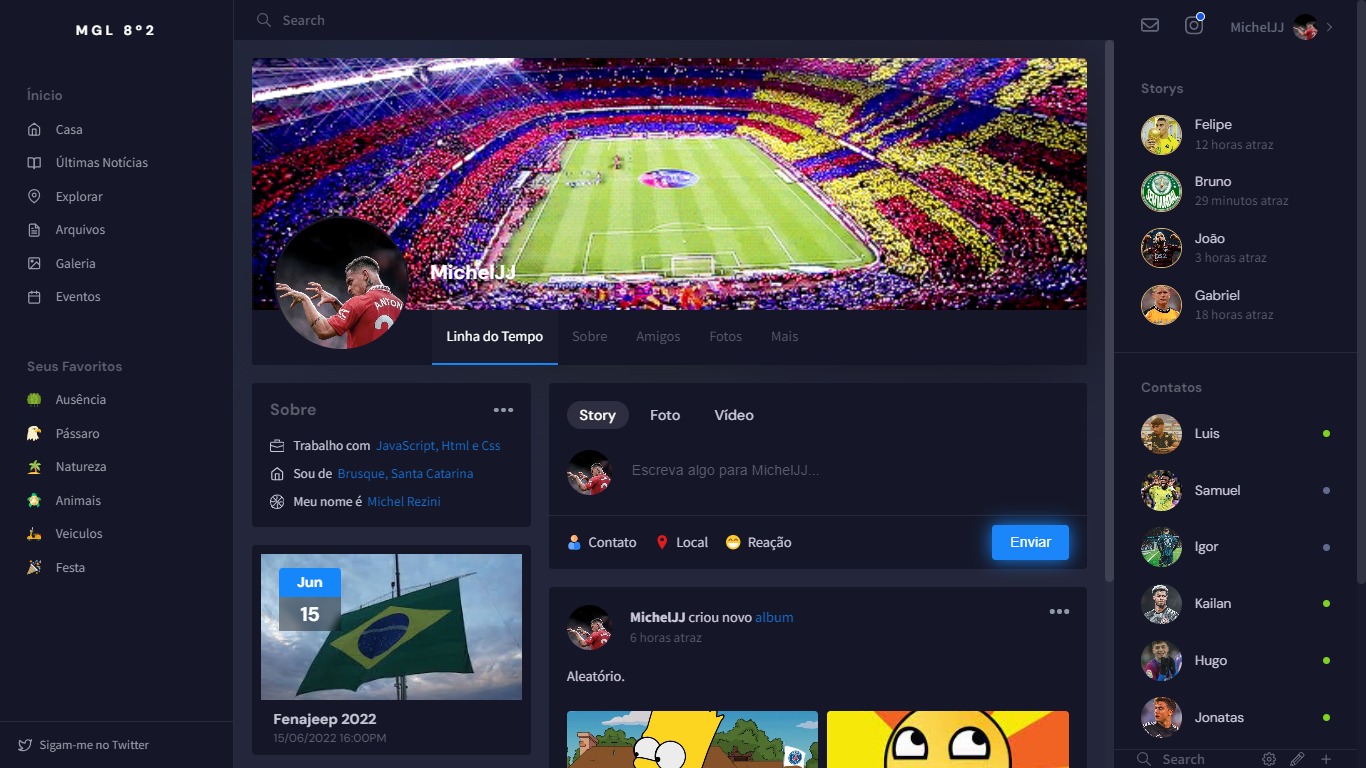 MGL 8º2
Search
MichelJJ
Ínicio
Casa
Últimas Notícias
Explorar
Arquivos
Galeria
Eventos
Seus Favoritos
Ausência
Pássaro
Natureza
Animais
Veiculos
Festa
Sigam-me no Twitter
MichelJJ
ANTONY
Linha do Tempo
Sobre
Amigos
Fotos
Mais
Sobre
Trabalho com JavaScript, Html e Css
Sou de Brusque, Santa Catarina
Meu nome é Michel Rezini
Jun
15
Fenajeep 2022
15/06/2022 16:00PM
Story
Foto
Vídeo
Escreva algo para MichelJJ...
Contato
Local
Reação
Enviar
MichelJJ criou novo album
6 horas atraz
Aleatório.
Storys
Felipe
12 horas atraz
Bruno
29 minutos atraz
João
3 horas atraz
Gabriel
18 horas atraz
Contatos
Luis
Samuel
Igor
Kailan
Hugo
Jonatas
Search